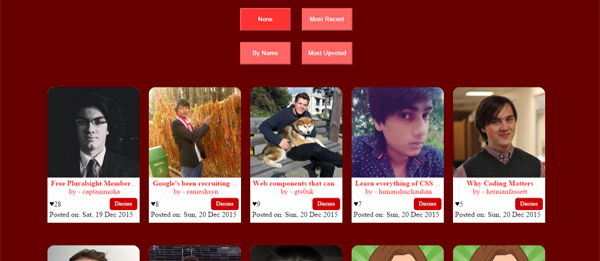 None
Most Recent
By Name
Most Upvoted
Free Pluralsight Member...
by - captainmoha
♥28
Discuss
Posted on: Sat, 19 Dec 2015
Google's been recruiting ...
by - rameshsyn
♥8
Discuss
Posted on: Sun, 20 Dec 2015
Web components that can...
by - gts0uk
♥9
Discuss
Posted on: Sun, 20 Dec 2015
Learn everything of CSS ...
by - himanshuchauhan
♥7
Discuss
Posted on: Sun, 20 Dec 2015
Why Coding Matters
by - hermanfassett
♥5
Discuss
Posted on: Sun, 20 Dec 2015